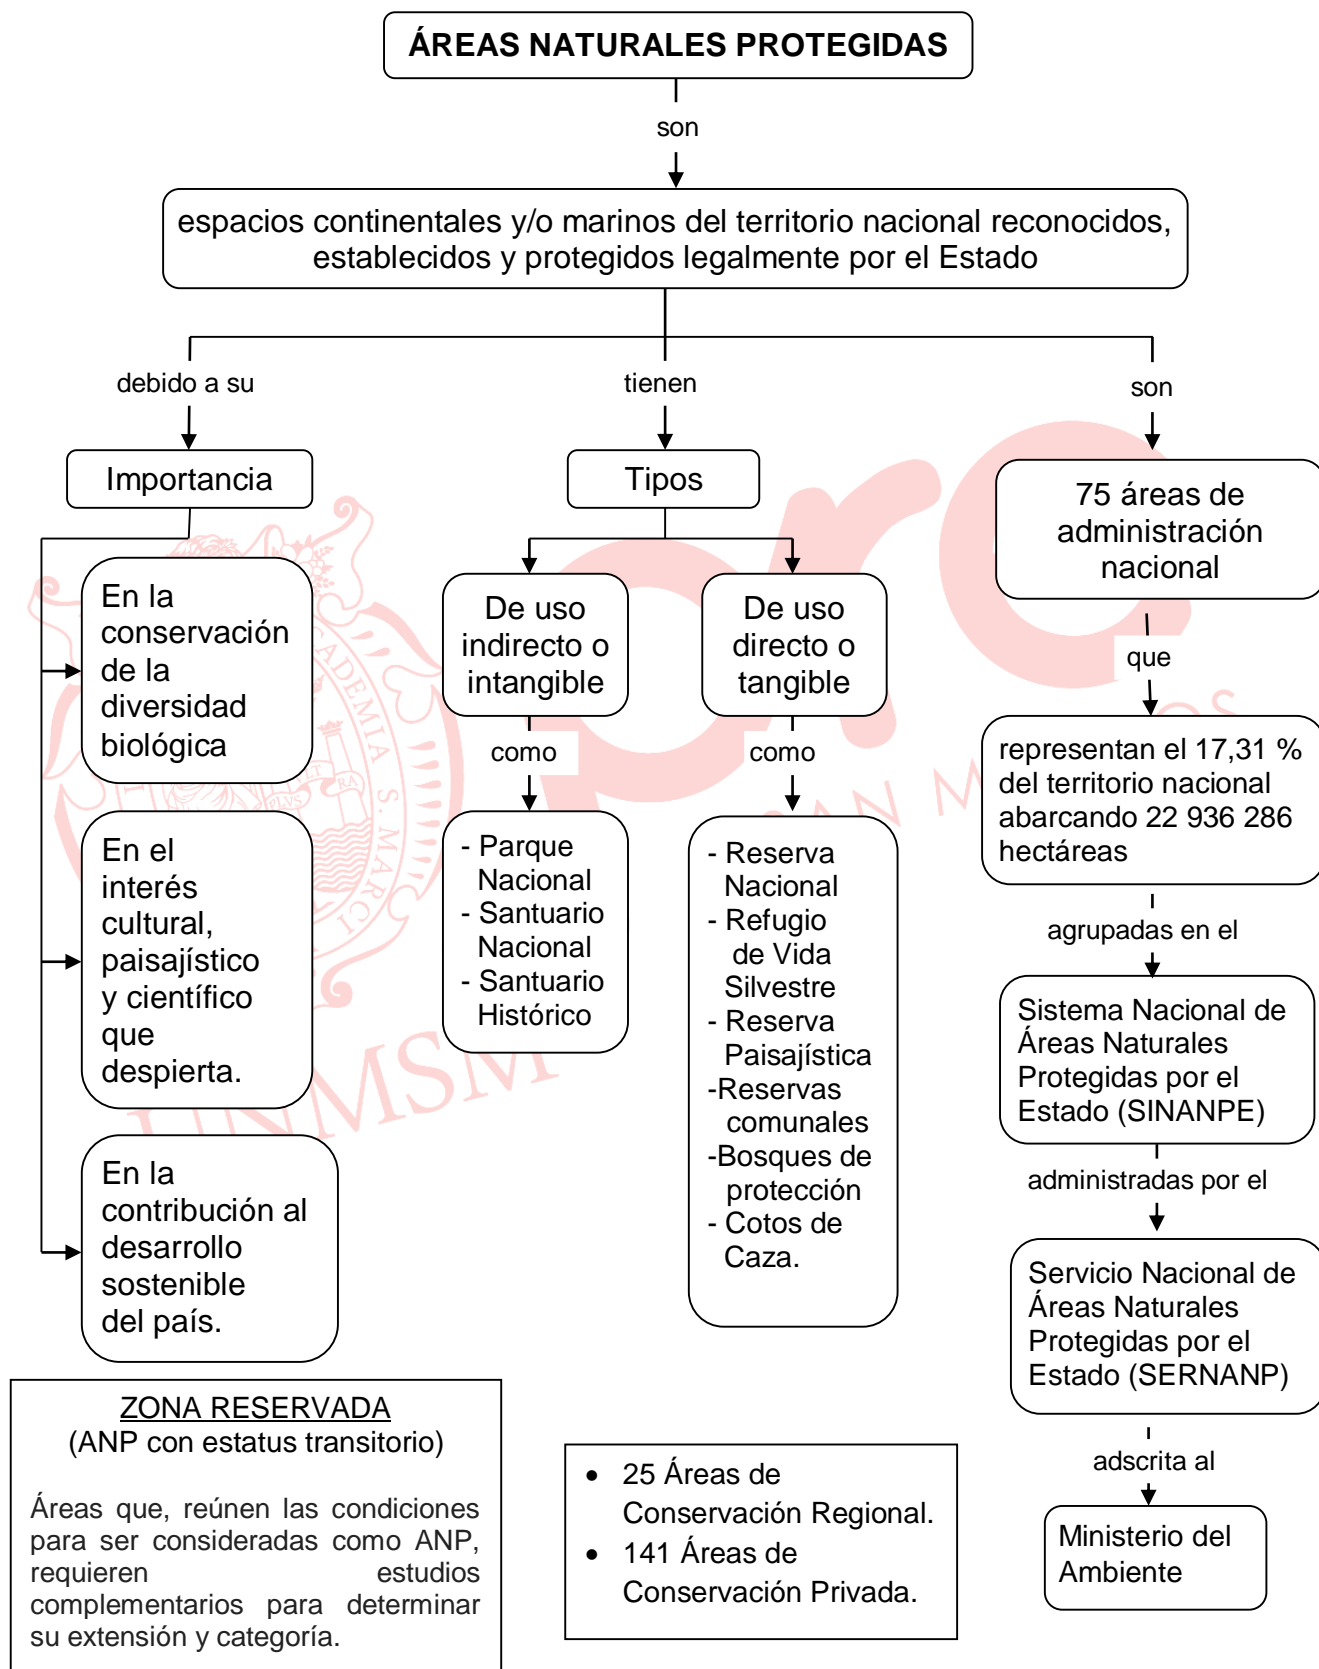 ÁREAS NATURALES PROTEGIDAS
son
espacios continentales y/o marinos del territorio nacional reconocidos,
establecidos y protegidos legalmente por el Estado
debido a su
Importancia
En la
conservación
de la
diversidad
biológica
En el
interés
cultural,
paisajístico
y científico
que
despierta.
En la
contribución al
desarrollo
sostenible
del país.
tienen
Tipos
De uso
indirecto o
intangible
como
- Parque
Nacional
- Santuario
Nacional
- Santuario
Histórico
De uso
directo o
tangible
como
- Reserva
Nacional
- Refugio
de Vida
Silvestre
- Reserva
Paisajística
-Reservas
comunales
-Bosques de
protección
- Cotos de
Caza.
son
75 áreas de
administración
nacional
que
representan el 17,31 %
del territorio nacional
abarcando 22 936 286
hectáreas
agrupadas en el
Sistema Nacional de
Áreas Naturales
Protegidas por el
Estado (SINANPE)
administradas por el
Servicio Nacional de
Áreas Naturales
Protegidas por el
Estado (SERNANP)
adscrita al
Ministerio del
Ambiente
ZONA RESERVADA
(ANP con estatus transitorio)
Áreas que, reúnen las condiciones
para ser consideradas como ANP,
requieren estudios
complementarios para determinar
su extensión y categoría.
• 25 Áreas de
Conservación Regional.
• 141 Áreas de
Conservación Privada.
UNMSM